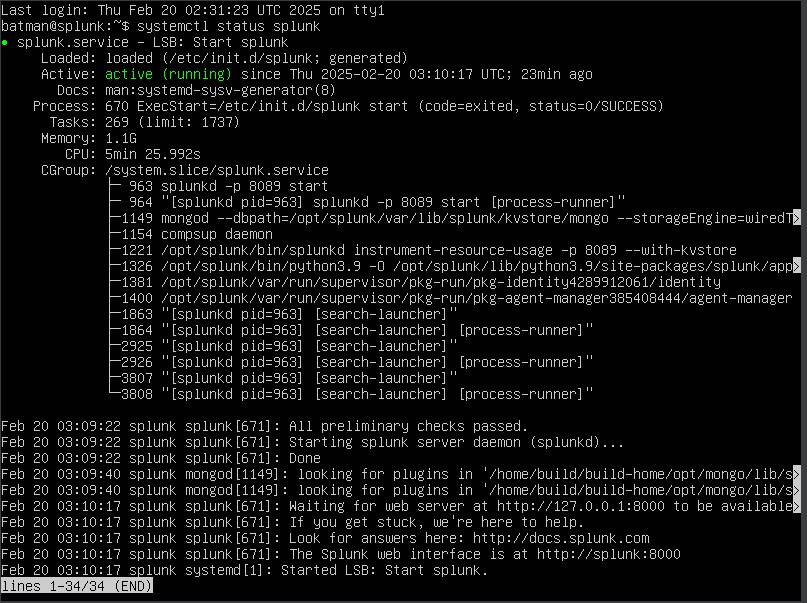 Last login: Thu Feb 20 02:31:23 UTC 2025 on tty1
batman@splunk:~$ systemctl status splunk
● splunk.service - LSB: Start splunk
     Loaded: loaded (/etc/init.d/splunk; generated)
     Active: active (running) since Thu 2025-02-20 03:10:17 UTC; 23min ago
       Docs: man:systemd-sysv-generator(8)
    Process: 670 ExecStart=/etc/init.d/splunk start (code=exited, status=0/SUCCESS)
      Tasks: 269 (limit: 1737)
     Memory: 1.1G
        CPU: 5min 25.992s
     CGroup: /system.slice/splunk.service
             ├─ 963 splunkd -p 8089 start
             ├─ 964 "[splunkd pid=963] splunkd -p 8089 start [process-runner]"
             ├─1149 mongod --dbpath=/opt/splunk/var/lib/splunk/kvstore/mongo --storageEngine=wiredT>
             ├─1154 compsup daemon
             ├─1221 /opt/splunk/bin/splunkd instrument-resource-usage -p 8089 --with-kvstore
             ├─1326 /opt/splunk/bin/python3.9 -O /opt/splunk/lib/python3.9/site-packages/splunk/app>
             ├─1381 /opt/splunk/var/run/supervisor/pkg-run/pkg-identity4289912061/identity
             ├─1400 /opt/splunk/var/run/supervisor/pkg-run/pkg-agent-manager385408444/agent-manager
             ├─1863 "[splunkd pid=963] [search-launcher]"
             ├─1864 "[splunkd pid=963] [search-launcher] [process-runner]"
             ├─2925 "[splunkd pid=963] [search-launcher]"
             ├─2926 "[splunkd pid=963] [search-launcher] [process-runner]"
             ├─3807 "[splunkd pid=963] [search-launcher]"
             └─3808 "[splunkd pid=963] [search-launcher] [process-runner]"
Feb 20 03:09:22 splunk splunk[671]: All preliminary checks passed.
Feb 20 03:09:22 splunk splunk[671]: Starting splunk server daemon (splunkd)...
Feb 20 03:09:22 splunk splunk[671]: Done
Feb 20 03:09:40 splunk mongod[1149]: looking for plugins in '/home/build/build-home/opt/mongo/lib/s>
Feb 20 03:09:40 splunk mongod[1149]: looking for plugins in '/home/build/build-home/opt/mongo/lib/s>
Feb 20 03:10:17 splunk splunk[671]: Waiting for web server at http://127.0.0.1:8000 to be available>
Feb 20 03:10:17 splunk splunk[671]: If you get stuck, we're here to help.
Feb 20 03:10:17 splunk splunk[671]: Look for answers here: http://docs.splunk.com
Feb 20 03:10:17 splunk splunk[671]: The Splunk web interface is at http://splunk:8000
Feb 20 03:10:17 splunk systemd[1]: Started LSB: Start splunk.
lines 1-34/34 (END)